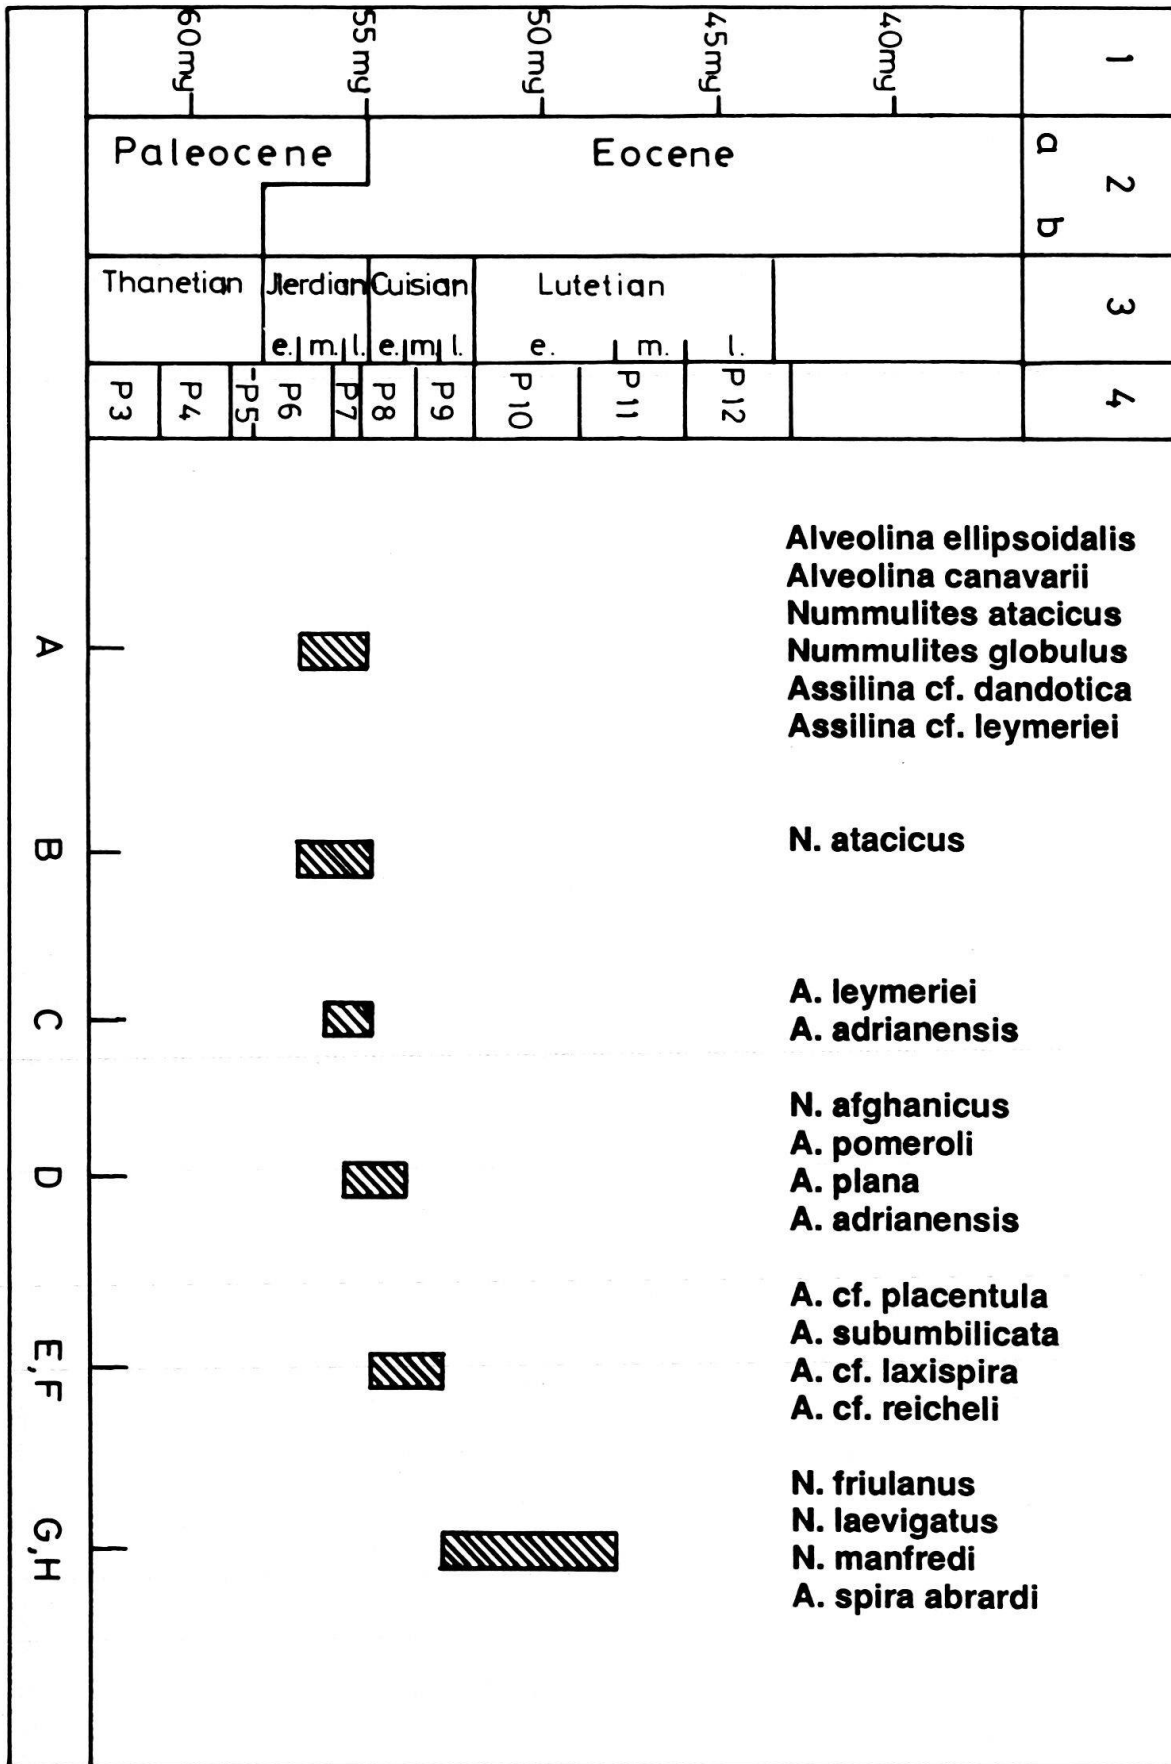 60my
55my
50my
45my
40my
1
Paleocene
Eocene
a
2
b
Thanetian
Jlerdian
Cuisian
Lutetian
3
e. m. l. e. m. l. e. m. l.
P3
P4
P5
P6
P7
P8
P9
P10
P11
P12
4
Alveolina ellipsoidalis
Alveolina canavarii
Nummulites atacicus
A
Nummulites globulus
Assilina cf. dandotica
Assilina cf. leymeriei
B
N. atacicus
C
A. leymeriei
A. adrianensis
N. afghanicus
A. pomeroli
D
A. plana
A. adrianensis
A. cf. placentula
A. subumbilicata
E,F
A. cf. laxispira
A. cf. reicheli
N. friulanus
N. laevigatus
G,H
N. manfredi
A. spira abrardi